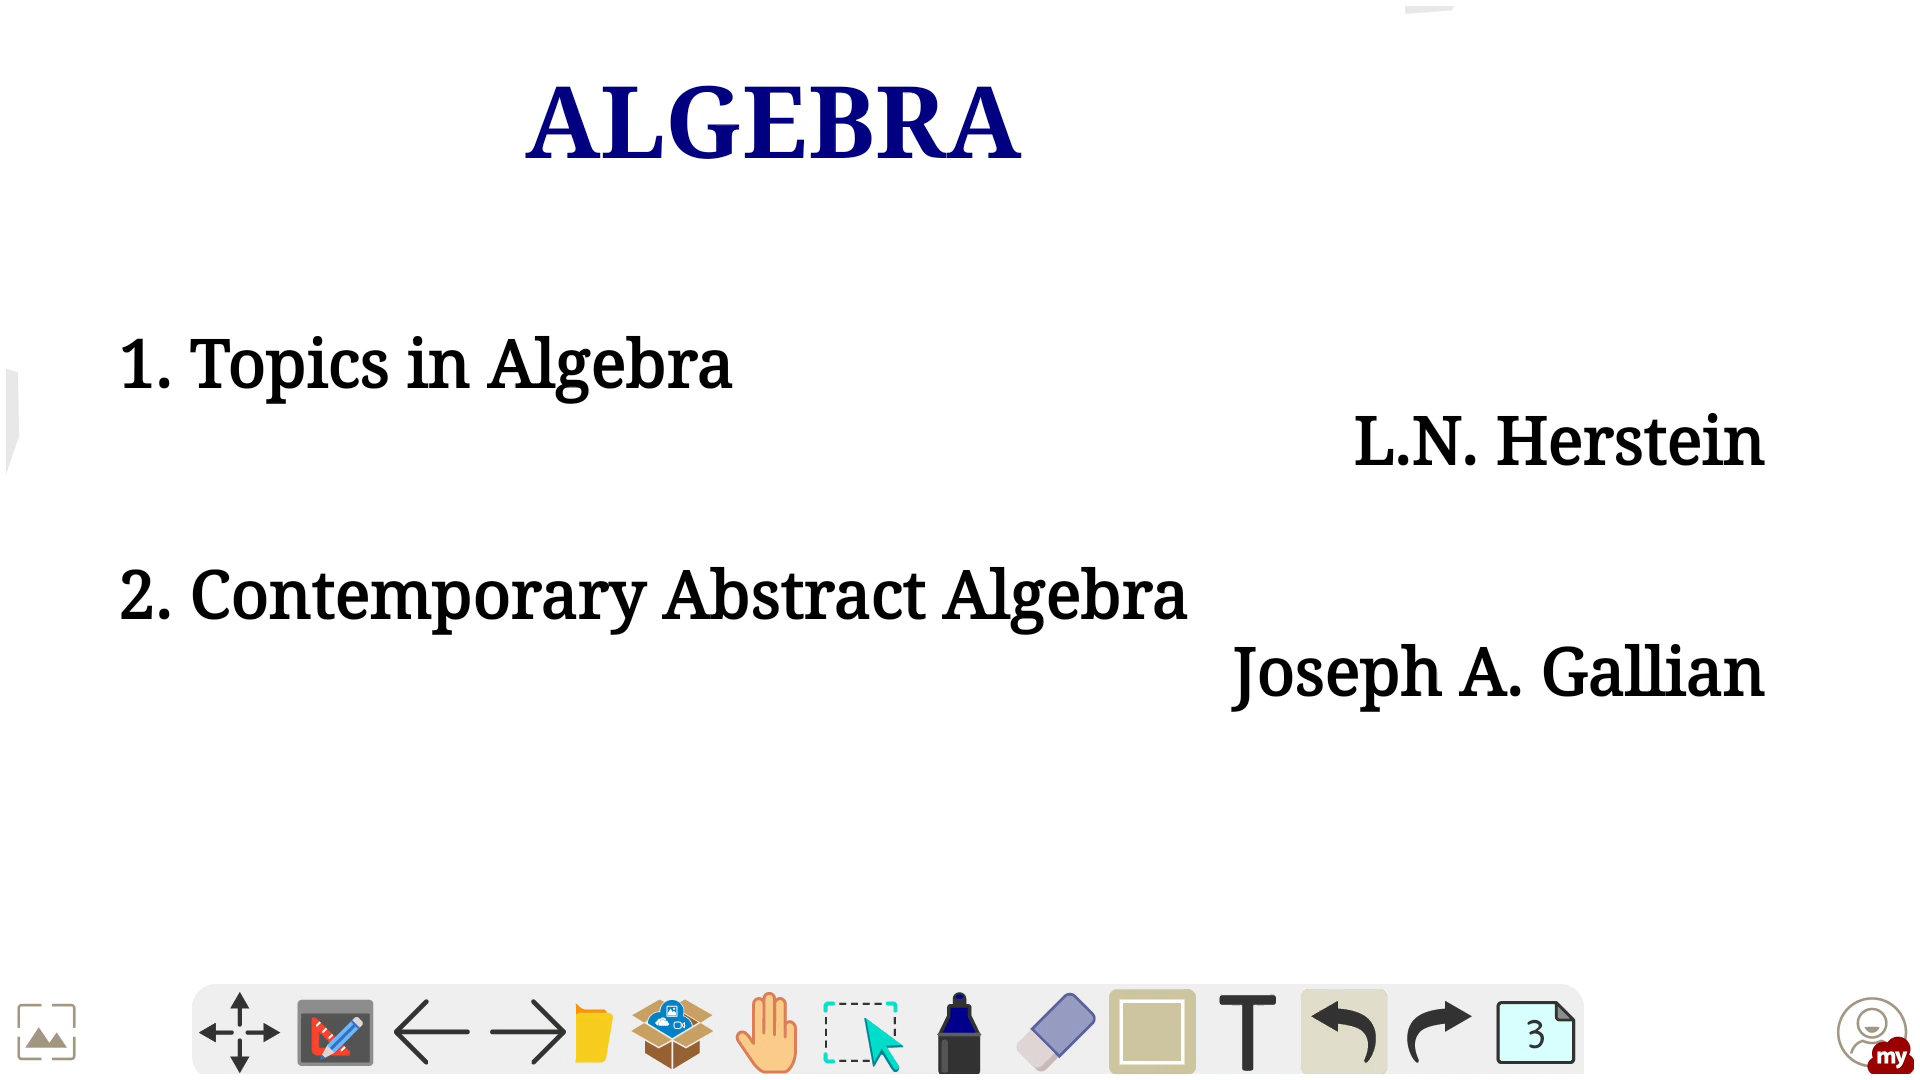 ALGEBRA
1. Topics in Algebra
L.N. Herstein
2. Contemporary Abstract Algebra
Joseph A. Gallian
T
3
my